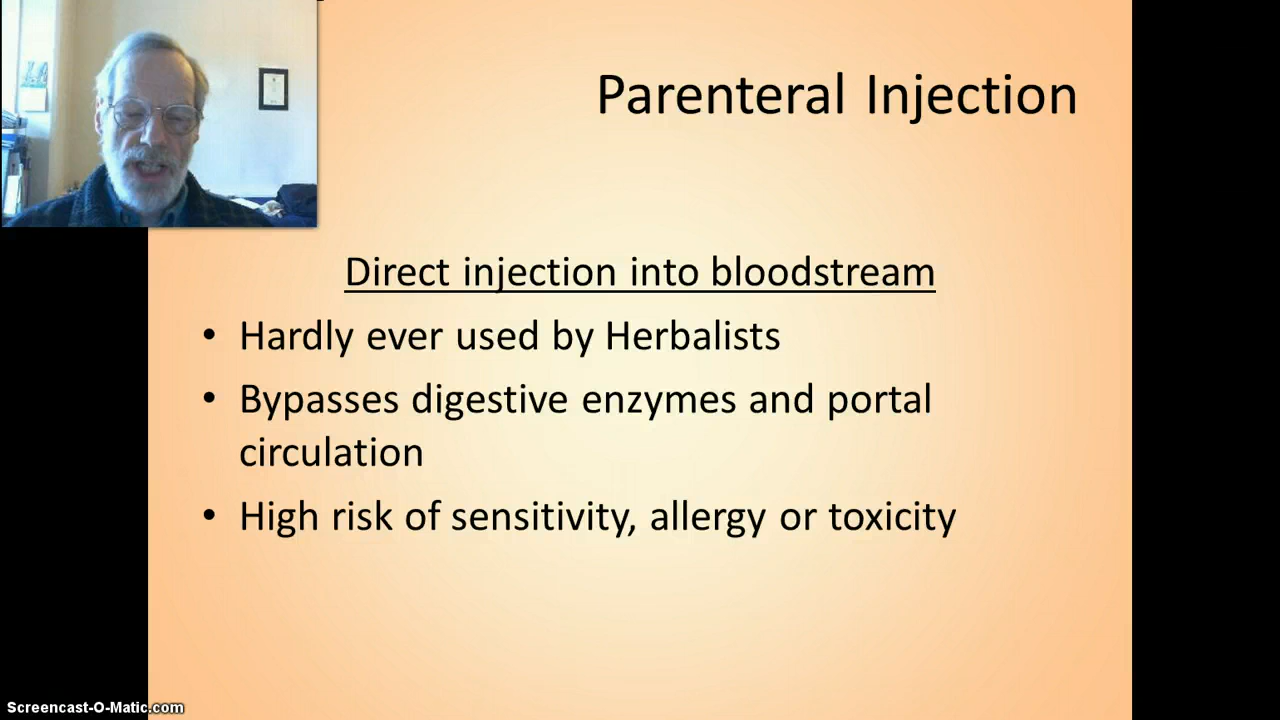 Parenteral Injection
Direct injection into bloodstream
• Hardly ever used by Herbalists
• Bypasses digestive enzymes and portal
circulation
• High risk of sensitivity, allergy or toxicity
Screencast-O-Matic.com